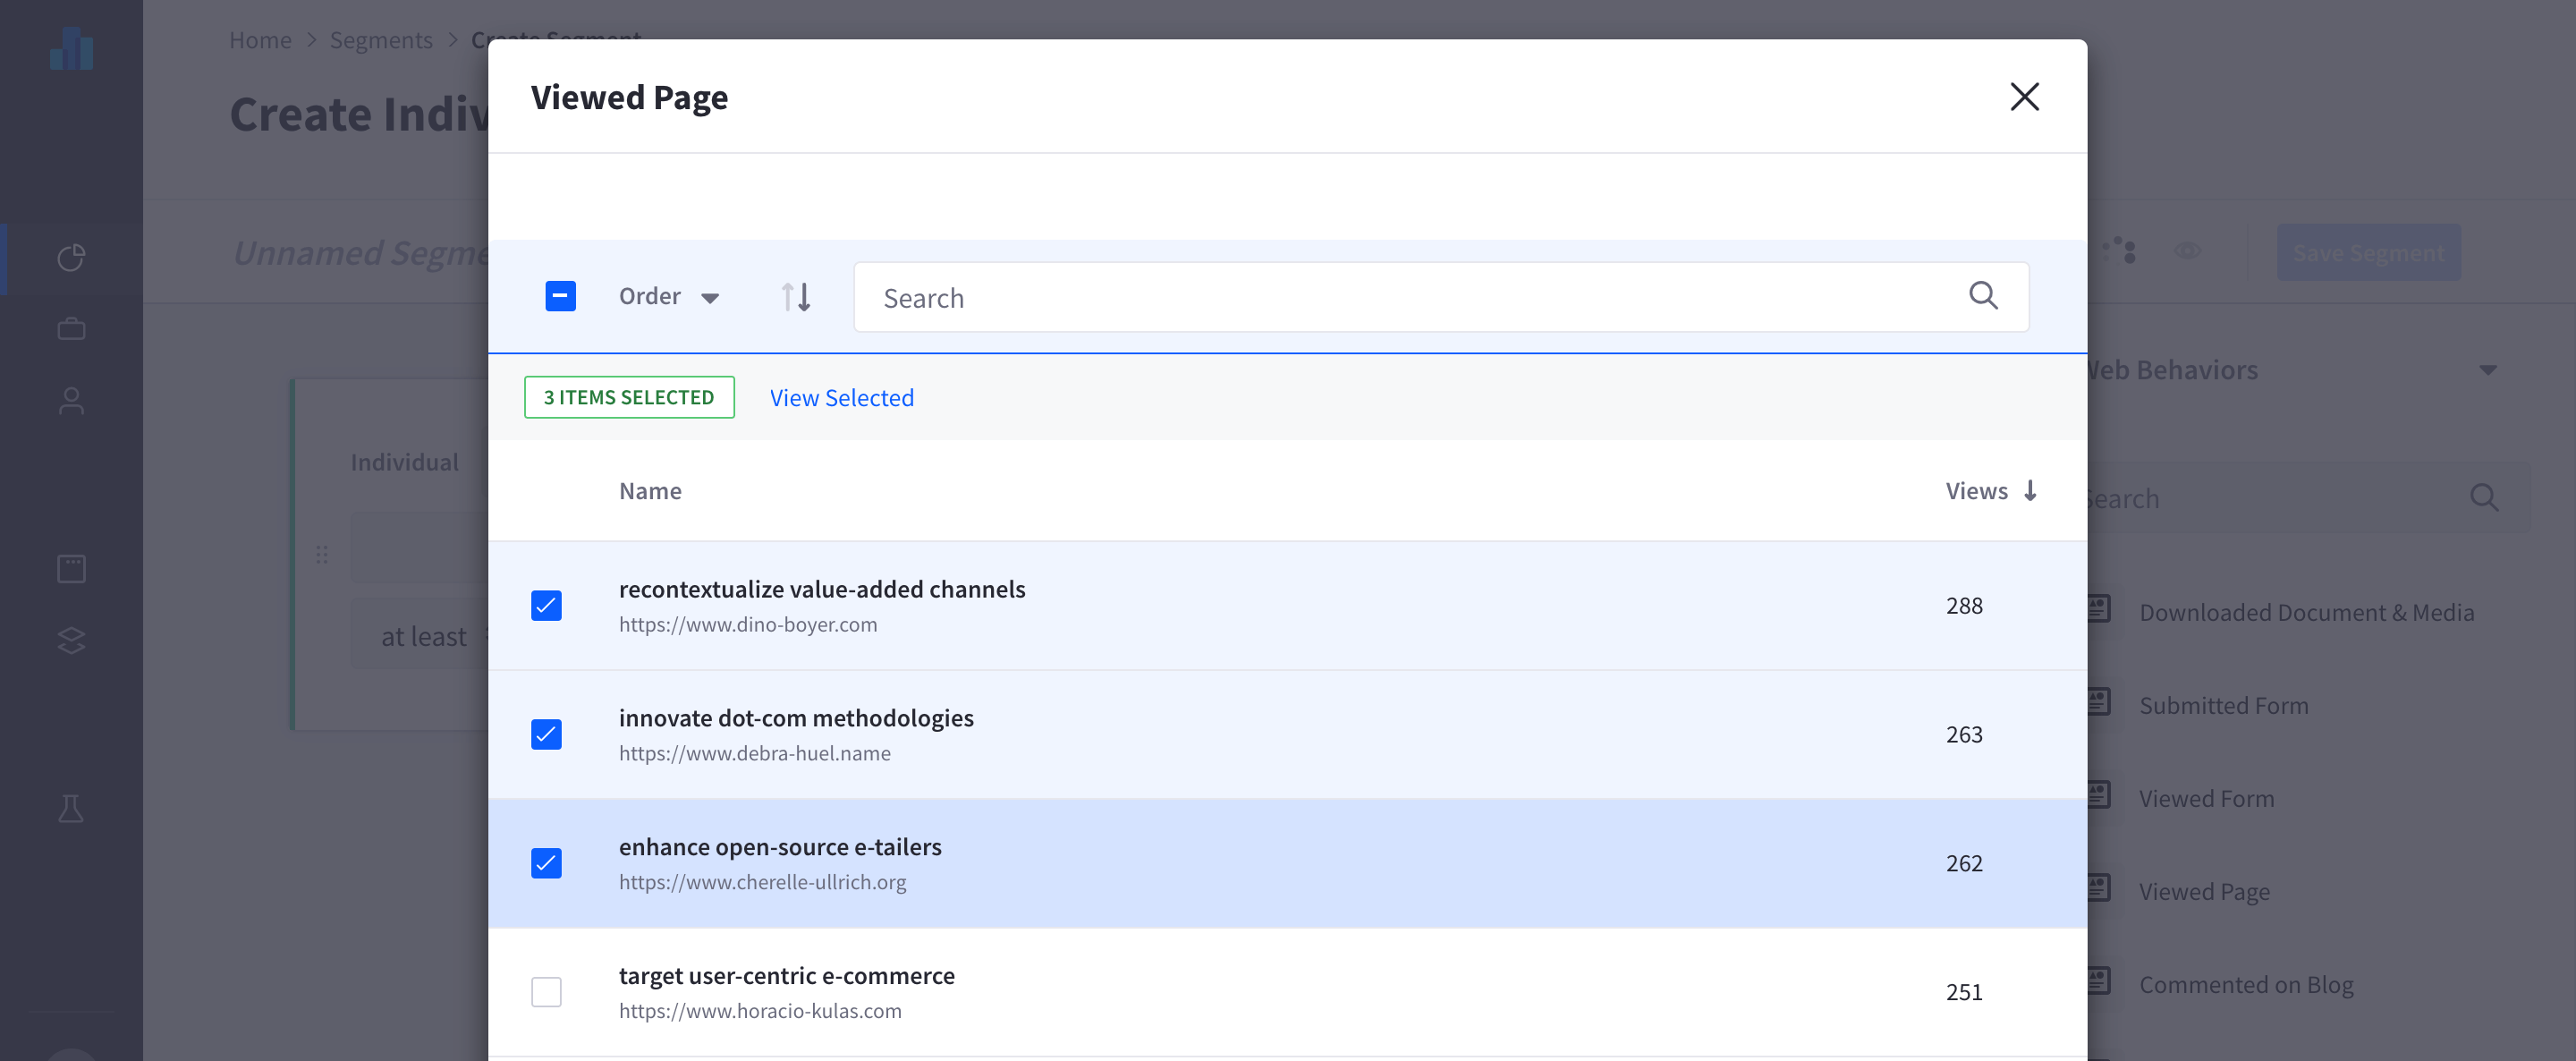 Home > Segments >
Create Indiv
Viewed Page
Unnamed Segme
Order
Search
Save Segment
3 ITEMS SELECTED View Selected
Web Behaviors
Individual
Name Views
Search
recontextualize value-added channels
https://www.dino-boyer.com
288
Downloaded Document & Media
at least
innovate dot-com methodologies
https://www.debra-huel.name
263
Submitted Form
Viewed Form
enhance open-source e-tailers
https://www.cherelle-ullrich.org
262
Viewed Page
target user-centric e-commerce
https://www.horacio-kulas.com
251
Commented on Blog